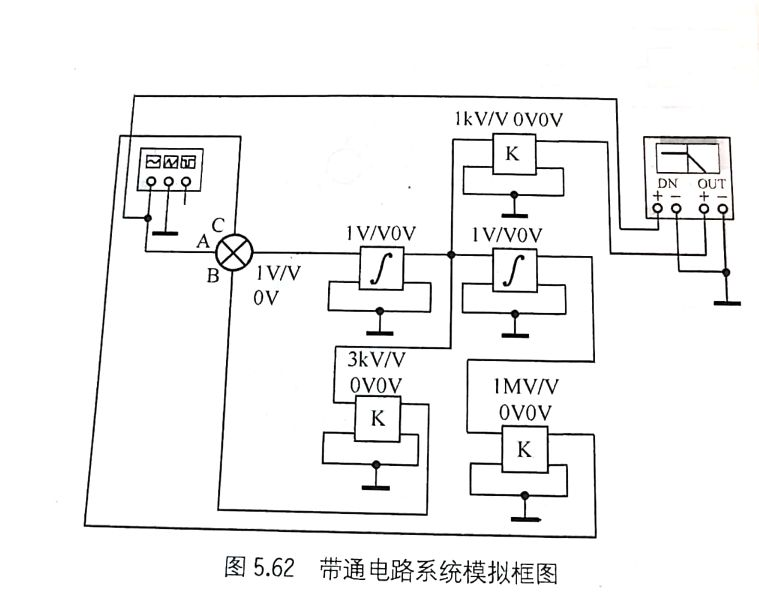 1kV/V 0V0V
K
DN OUT
+ - + -
C
A
B
1V/V
0V
1V/V0V
∫
1V/V0V
∫
3kV/V
0V0V
K
1MV/V
0V0V
K
图 5.62 带通电路系统模拟框图